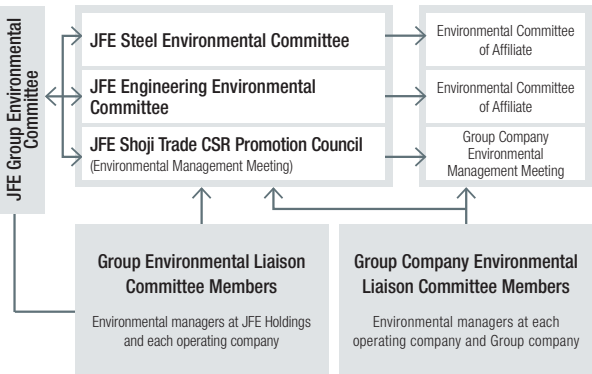 JFE Group Environmental
Committee
JFE Steel Environmental Committee
Environmental Committee
of Affiliate
JFE Engineering Environmental
Committee
Environmental Committee
of Affiliate
JFE Shoji Trade CSR Promotion Council
(Environmental Management Meeting)
Group Company
Environmental
Management Meeting
Group Environmental Liaison
Committee Members
Environmental managers at JFE Holdings
and each operating company
Group Company Environmental
Liaison Committee Members
Environmental managers at each
operating company and Group company